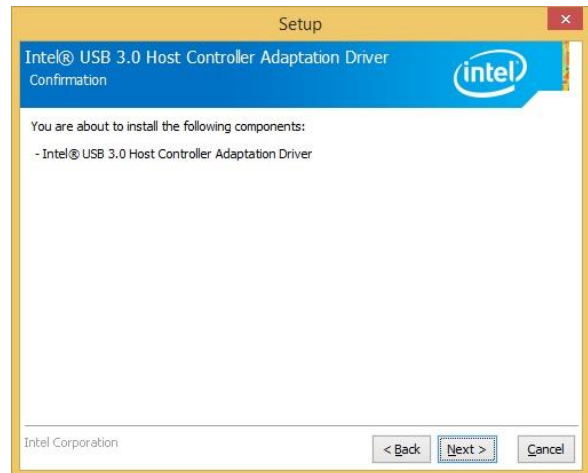 Setup
Intel® USB 3.0 Host Controller Adaptation Driver
Confirmation
intel
You are about to install the following components:
- Intel® USB 3.0 Host Controller Adaptation Driver
Intel Corporation
< Back
Next >
Cancel